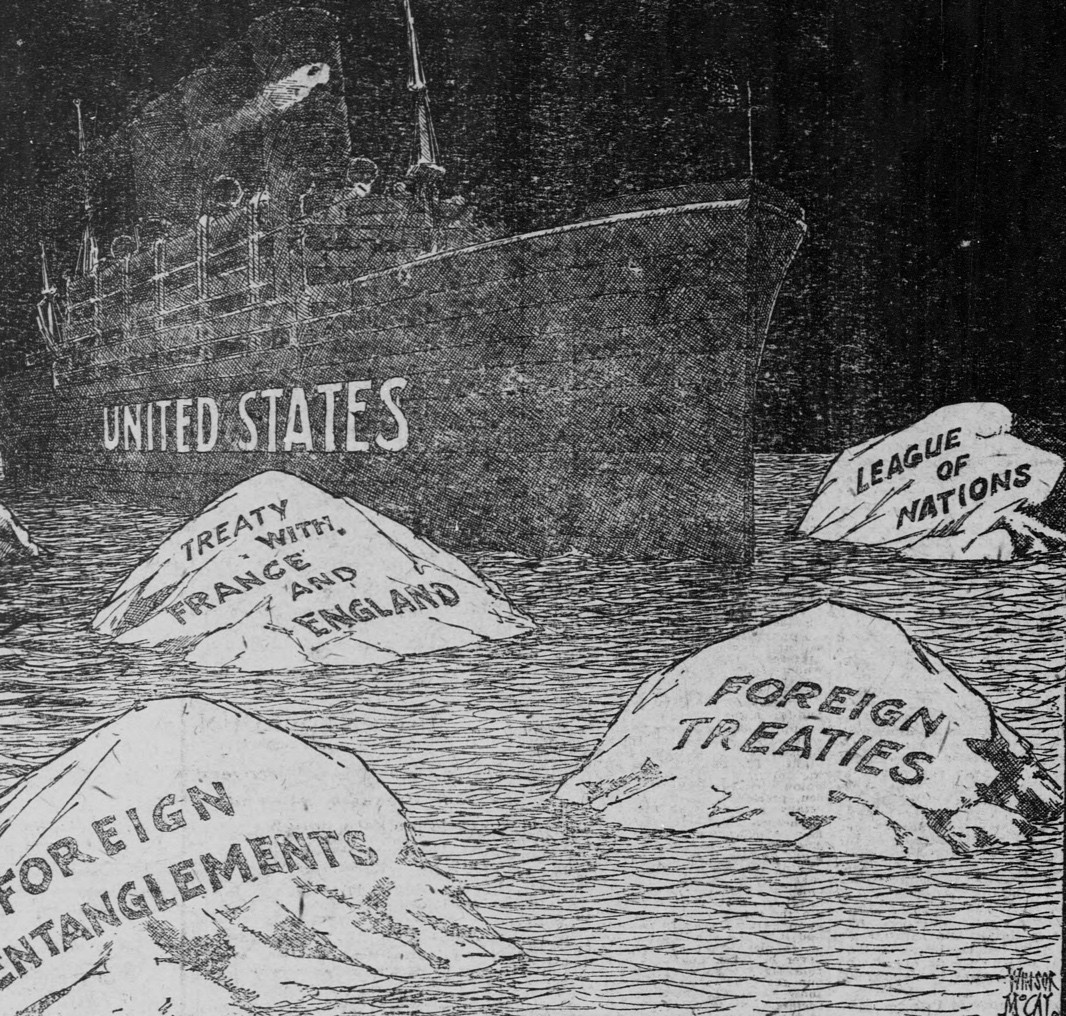 UNITED STATES
LEAGUE
OF
NATIONS
TREATY
WITH
FRANCE
AND
ENGLAND
FOREIGN
TREATIES
FOREIGN
ENTANGLEMENTS
WINSOR
McCAY.